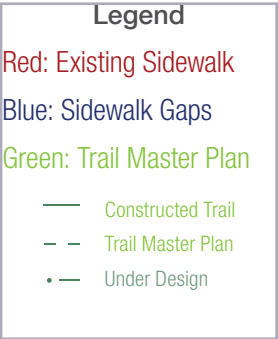 Legend
Red: Existing Sidewalk
Blue: Sidewalk Gaps
Green: Trail Master Plan
Constructed Trail
Trail Master Plan
Under Design